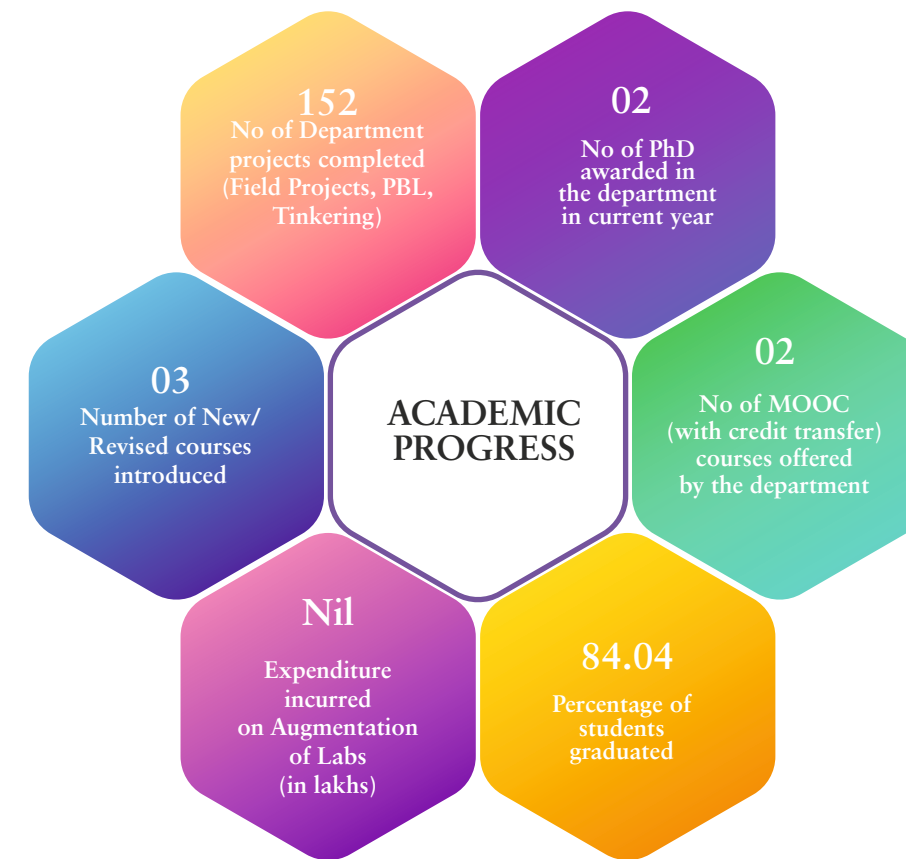 152
No of Department
projects completed
(Field Projects, PBL,
Tinkering)
02
No of PhD
awarded in
the department
in current year
03
Number of New/
Revised courses
introduced
ACADEMIC
PROGRESS
02
No of MOOC
(with credit transfer)
courses offered
by the department
Nil
Expenditure
incurred
on Augmentation
of Labs
(in lakhs)
84.04
Percentage of
students
graduated